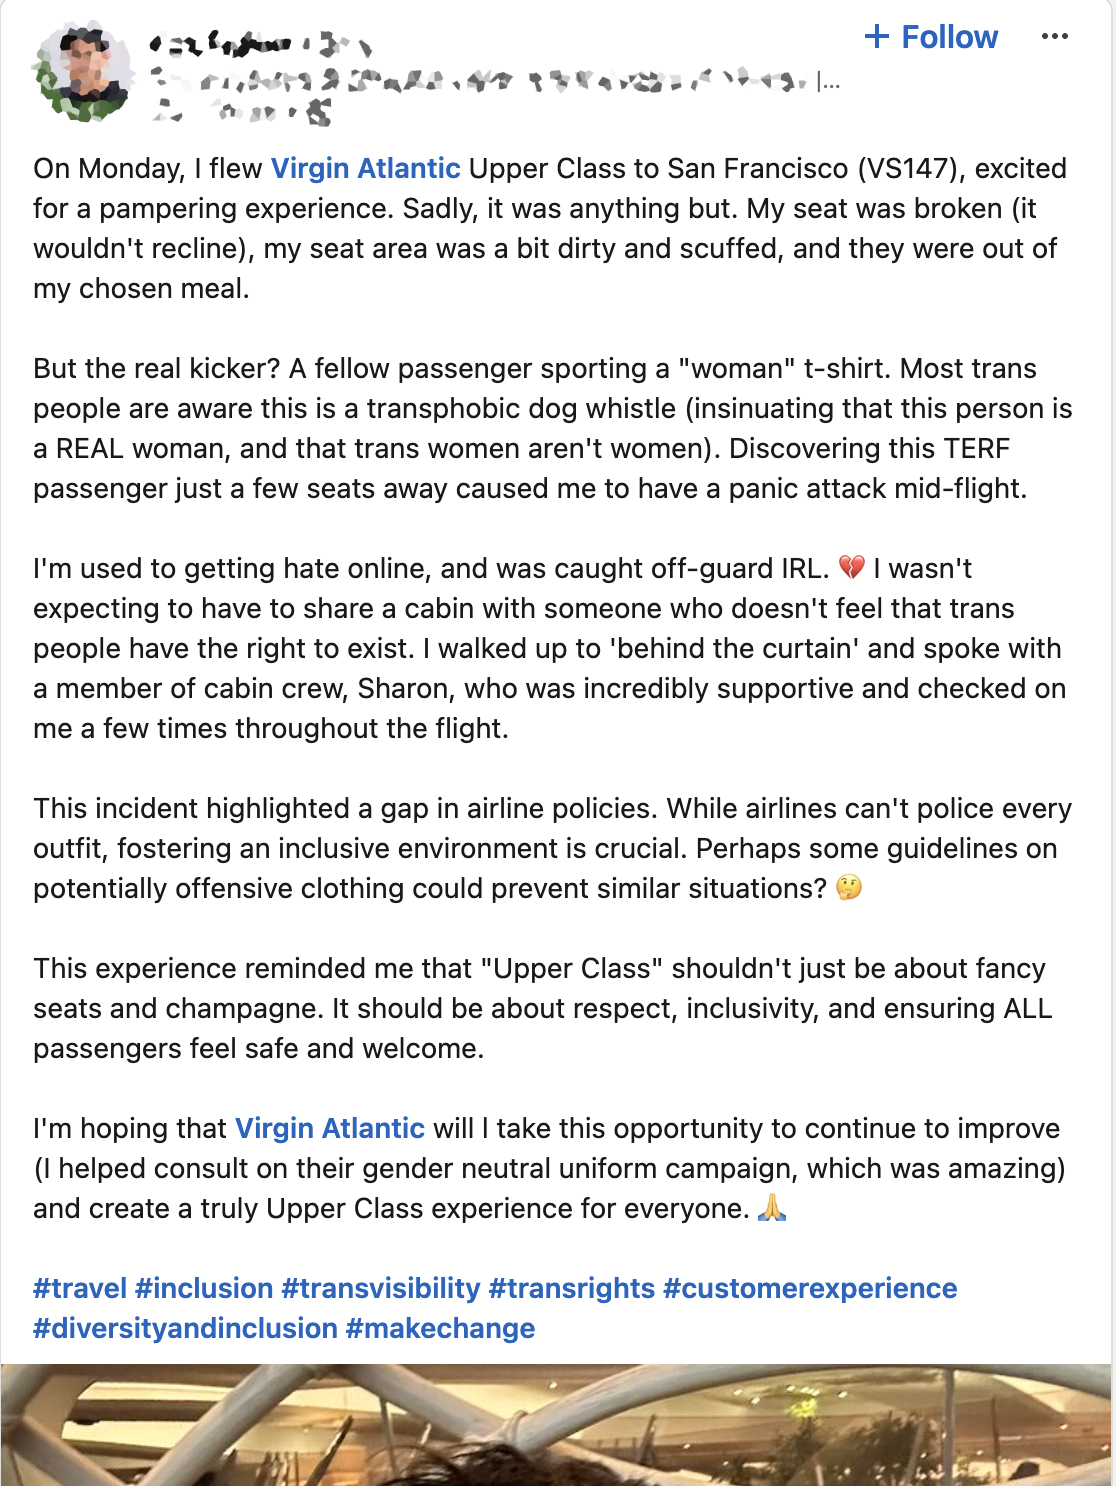 + Follow
...
|...
On Monday, I flew Virgin Atlantic Upper Class to San Francisco (VS147), excited
for a pampering experience. Sadly, it was anything but. My seat was broken (it
wouldn't recline), my seat area was a bit dirty and scuffed, and they were out of
my chosen meal.
But the real kicker? A fellow passenger sporting a "woman" t-shirt. Most trans
people are aware this is a transphobic dog whistle (insinuating that this person is
a REAL woman, and that trans women aren't women). Discovering this TERF
passenger just a few seats away caused me to have a panic attack mid-flight.
I'm used to getting hate online, and was caught off-guard IRL. 💔 I wasn't
expecting to have to share a cabin with someone who doesn't feel that trans
people have the right to exist. I walked up to 'behind the curtain' and spoke with
a member of cabin crew, Sharon, who was incredibly supportive and checked on
me a few times throughout the flight.
This incident highlighted a gap in airline policies. While airlines can't police every
outfit, fostering an inclusive environment is crucial. Perhaps some guidelines on
potentially offensive clothing could prevent similar situations? 🤔
This experience reminded me that "Upper Class" shouldn't just be about fancy
seats and champagne. It should be about respect, inclusivity, and ensuring ALL
passengers feel safe and welcome.
I'm hoping that Virgin Atlantic will l take this opportunity to continue to improve
(I helped consult on their gender neutral uniform campaign, which was amazing)
and create a truly Upper Class experience for everyone. 🙏
#travel #inclusion #transvisibility #transrights #customerexperience
#diversityandinclusion #makechange